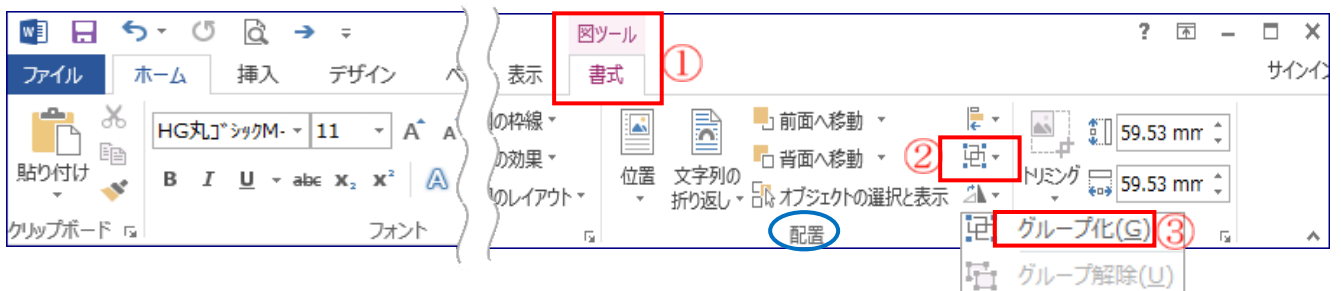 図ツール
?
ファイル ホーム 挿入 デザイン 表示 書式 ① サインイン
貼り付け
HG丸ゴシックM- 11 A A
B I U abc X₂ X² A
クリップボード フォント
の枠線
の効果
のレイアウト
位置
文字列の
折り返し
前面へ移動
背面へ移動
オブジェクトの選択と表示
②
配置
トリミング
59.53 mm
59.53 mm
グループ化(G) ③
グループ解除(U)